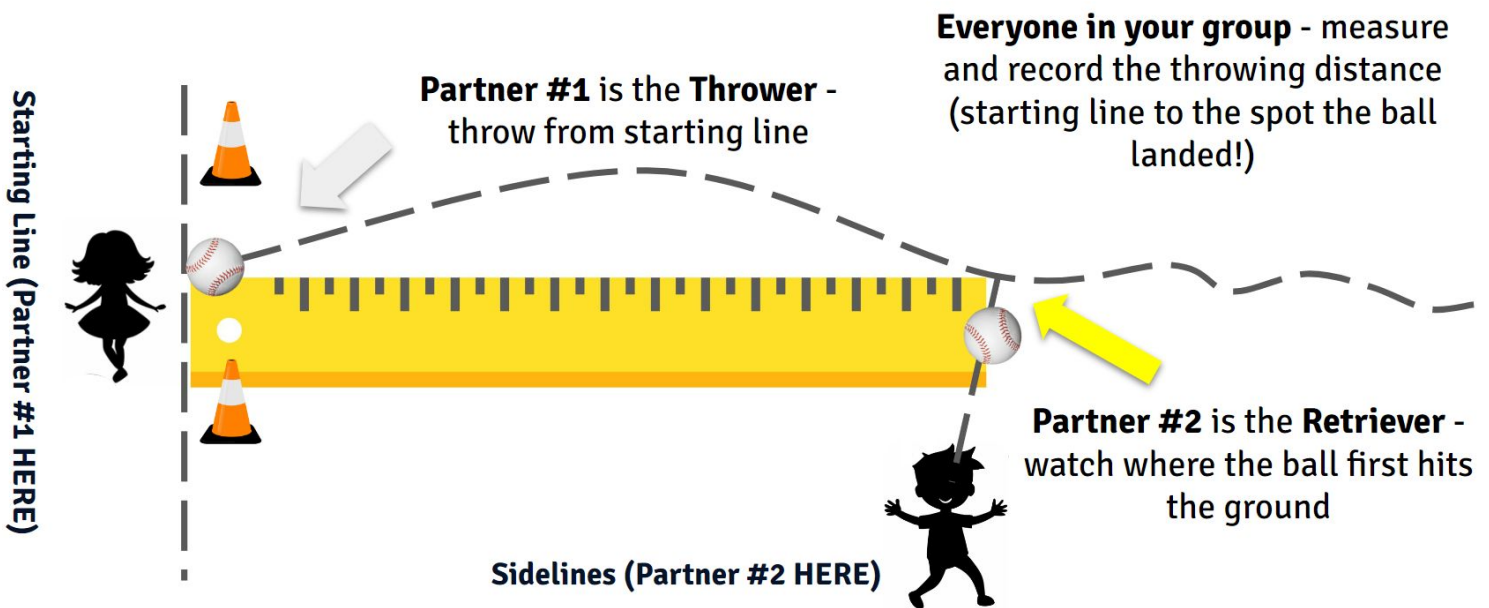 Starting Line (Partner #1 HERE)
Partner #1 is the Thrower -
throw from starting line
Everyone in your group - measure
and record the throwing distance
(starting line to the spot the ball
landed!)
Partner #2 is the Retriever -
watch where the ball first hits
the ground
Sidelines (Partner #2 HERE)